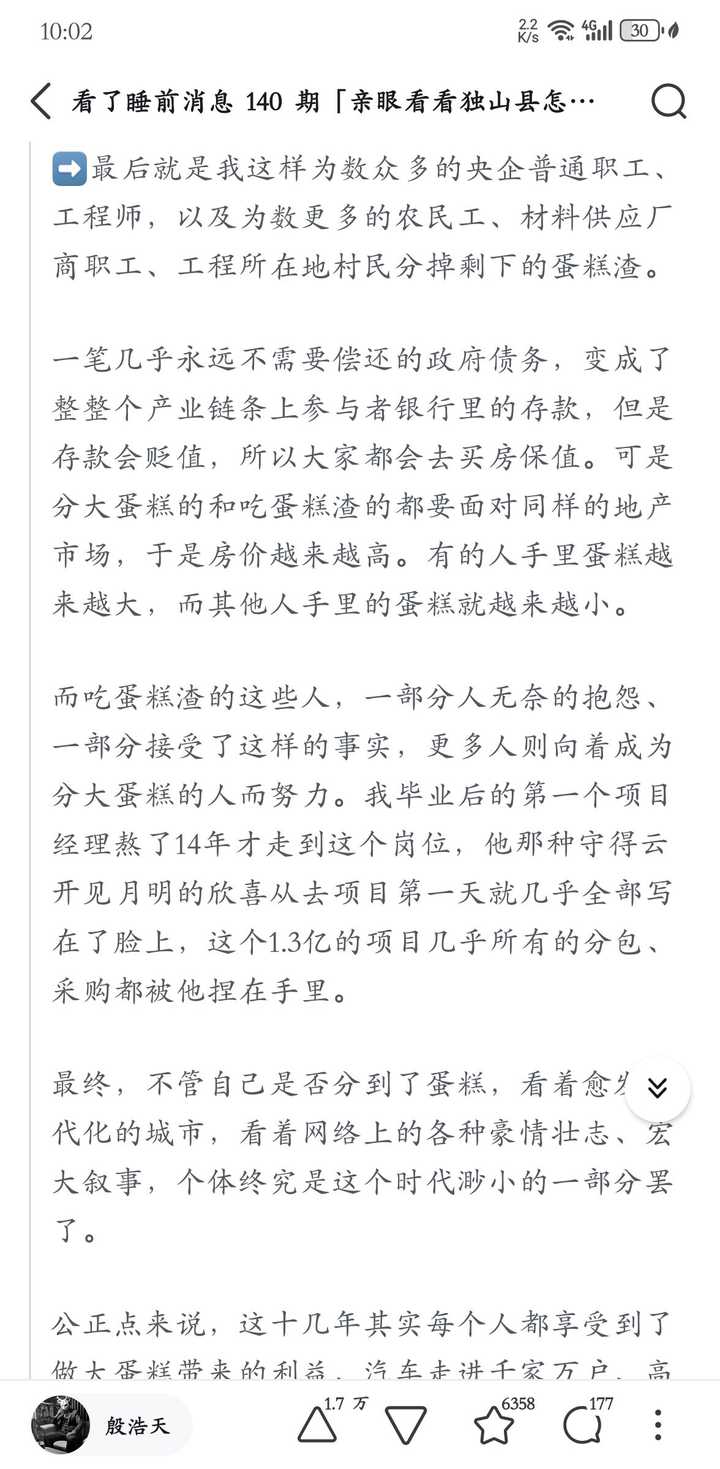 10:02
2.2 K/s 4G 30
看了睡前消息 140 期「亲眼看看独山县怎…
➡最后就是我这样为数众多的央企普通职工、
工程师，以及为数更多的农民工、材料供应厂
商职工、工程所在地村民分掉剩下的蛋糕渣。
一笔几乎永远不需要偿还的政府债务，变成了
整整个产业链条上参与者银行里的存款，但是
存款会贬值，所以大家都会去买房保值。可是
分大蛋糕的和吃蛋糕渣的都要面对同样的地产
市场，于是房价越来越高。有的人手里蛋糕越
来越大，而其他人手里的蛋糕就越来越小。
而吃蛋糕渣的这些人，一部分人无奈的抱怨、
一部分接受了这样的事实，更多人则向着成为
分大蛋糕的人而努力。我毕业后的第一个项目
经理熬了14年才走到这个岗位，他那种守得云
开见月明的欣喜从去项目第一天就几乎全部写
在了脸上，这个1.3亿的项目几乎所有的分包、
采购都被他捏在手里。
最终，不管自己是否分到了蛋糕，看着愈发
代化的城市，看着网络上的各种豪情壮志、宏
大叙事，个体终究是这个时代渺小的一部分罢
了。
公正点来说，这十几年其实每个人都享受到了
做大蛋糕带来的利益，汽车走进千家万户，高
殷浩天 1.7 万 6358 177